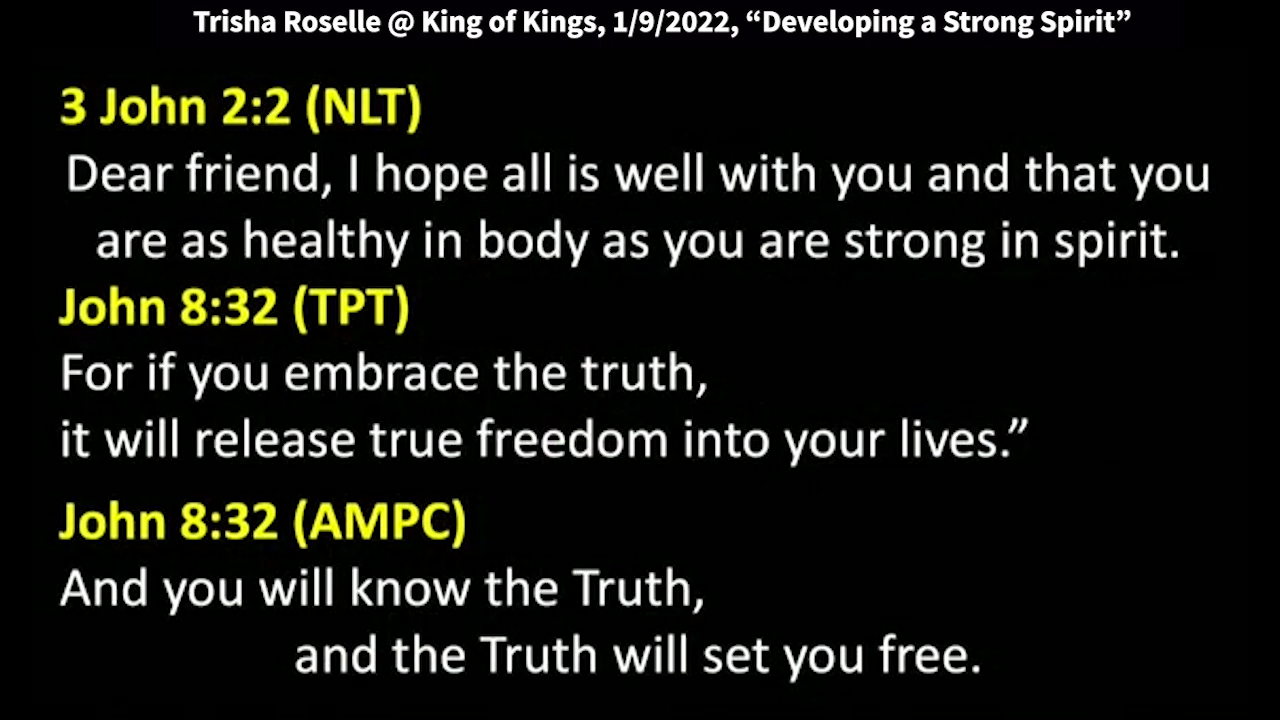 Trisha Roselle @ King of Kings, 1/9/2022, “Developing a Strong Spirit”
3 John 2:2 (NLT)
Dear friend, I hope all is well with you and that you
are as healthy in body as you are strong in spirit.
John 8:32 (TPT)
For if you embrace the truth,
it will release true freedom into your lives.”
John 8:32 (AMPC)
And you will know the Truth,
and the Truth will set you free.